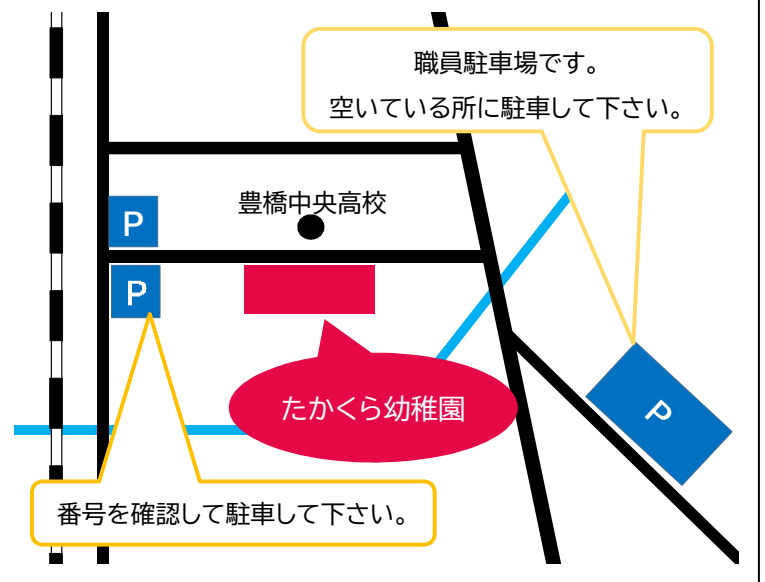 職員駐車場です。
空いている所に駐車して下さい。
豊橋中央高校
P
P
たかくら幼稚園
P
番号を確認して駐車して下さい。